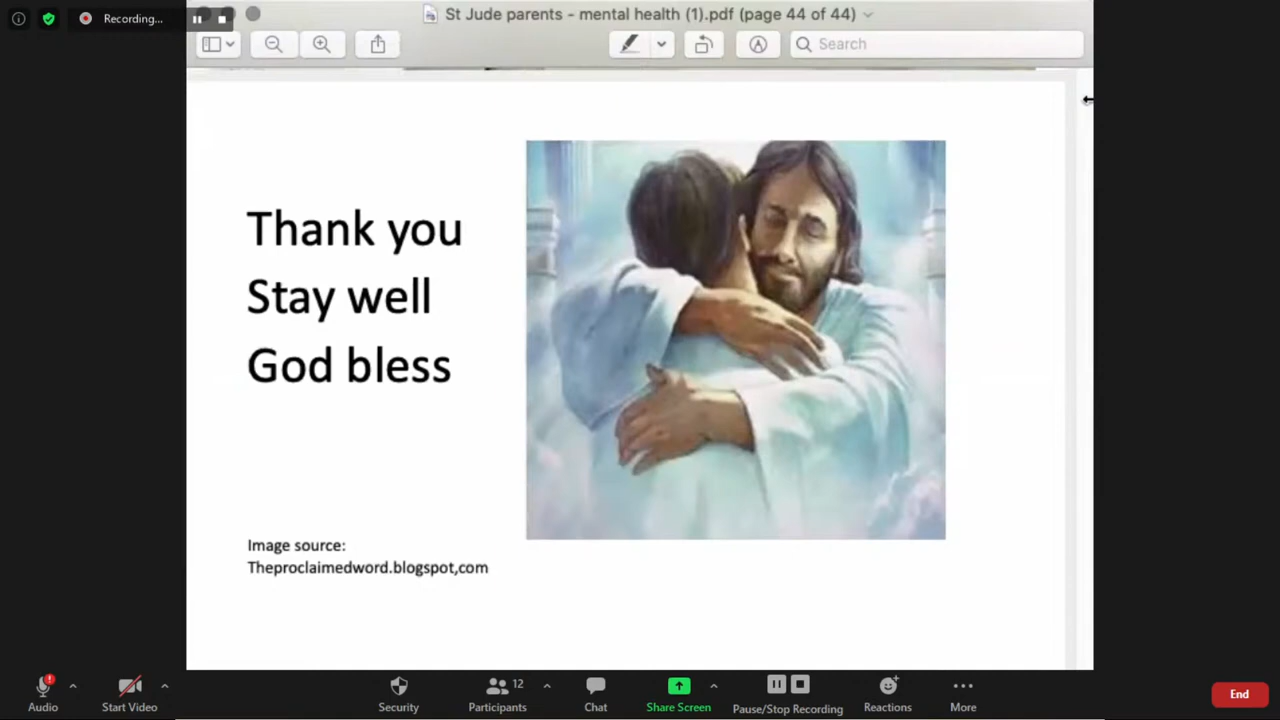 Recording...
St Jude parents - mental health (1).pdf (page 44 of 44)
Search
Thank you
Stay well
God bless
Image source:
Theproclaimedword.blogspot,com
Audio
Start Video
Security
12
Participants
Chat
Share Screen
Pause/Stop Recording
Reactions
More
End